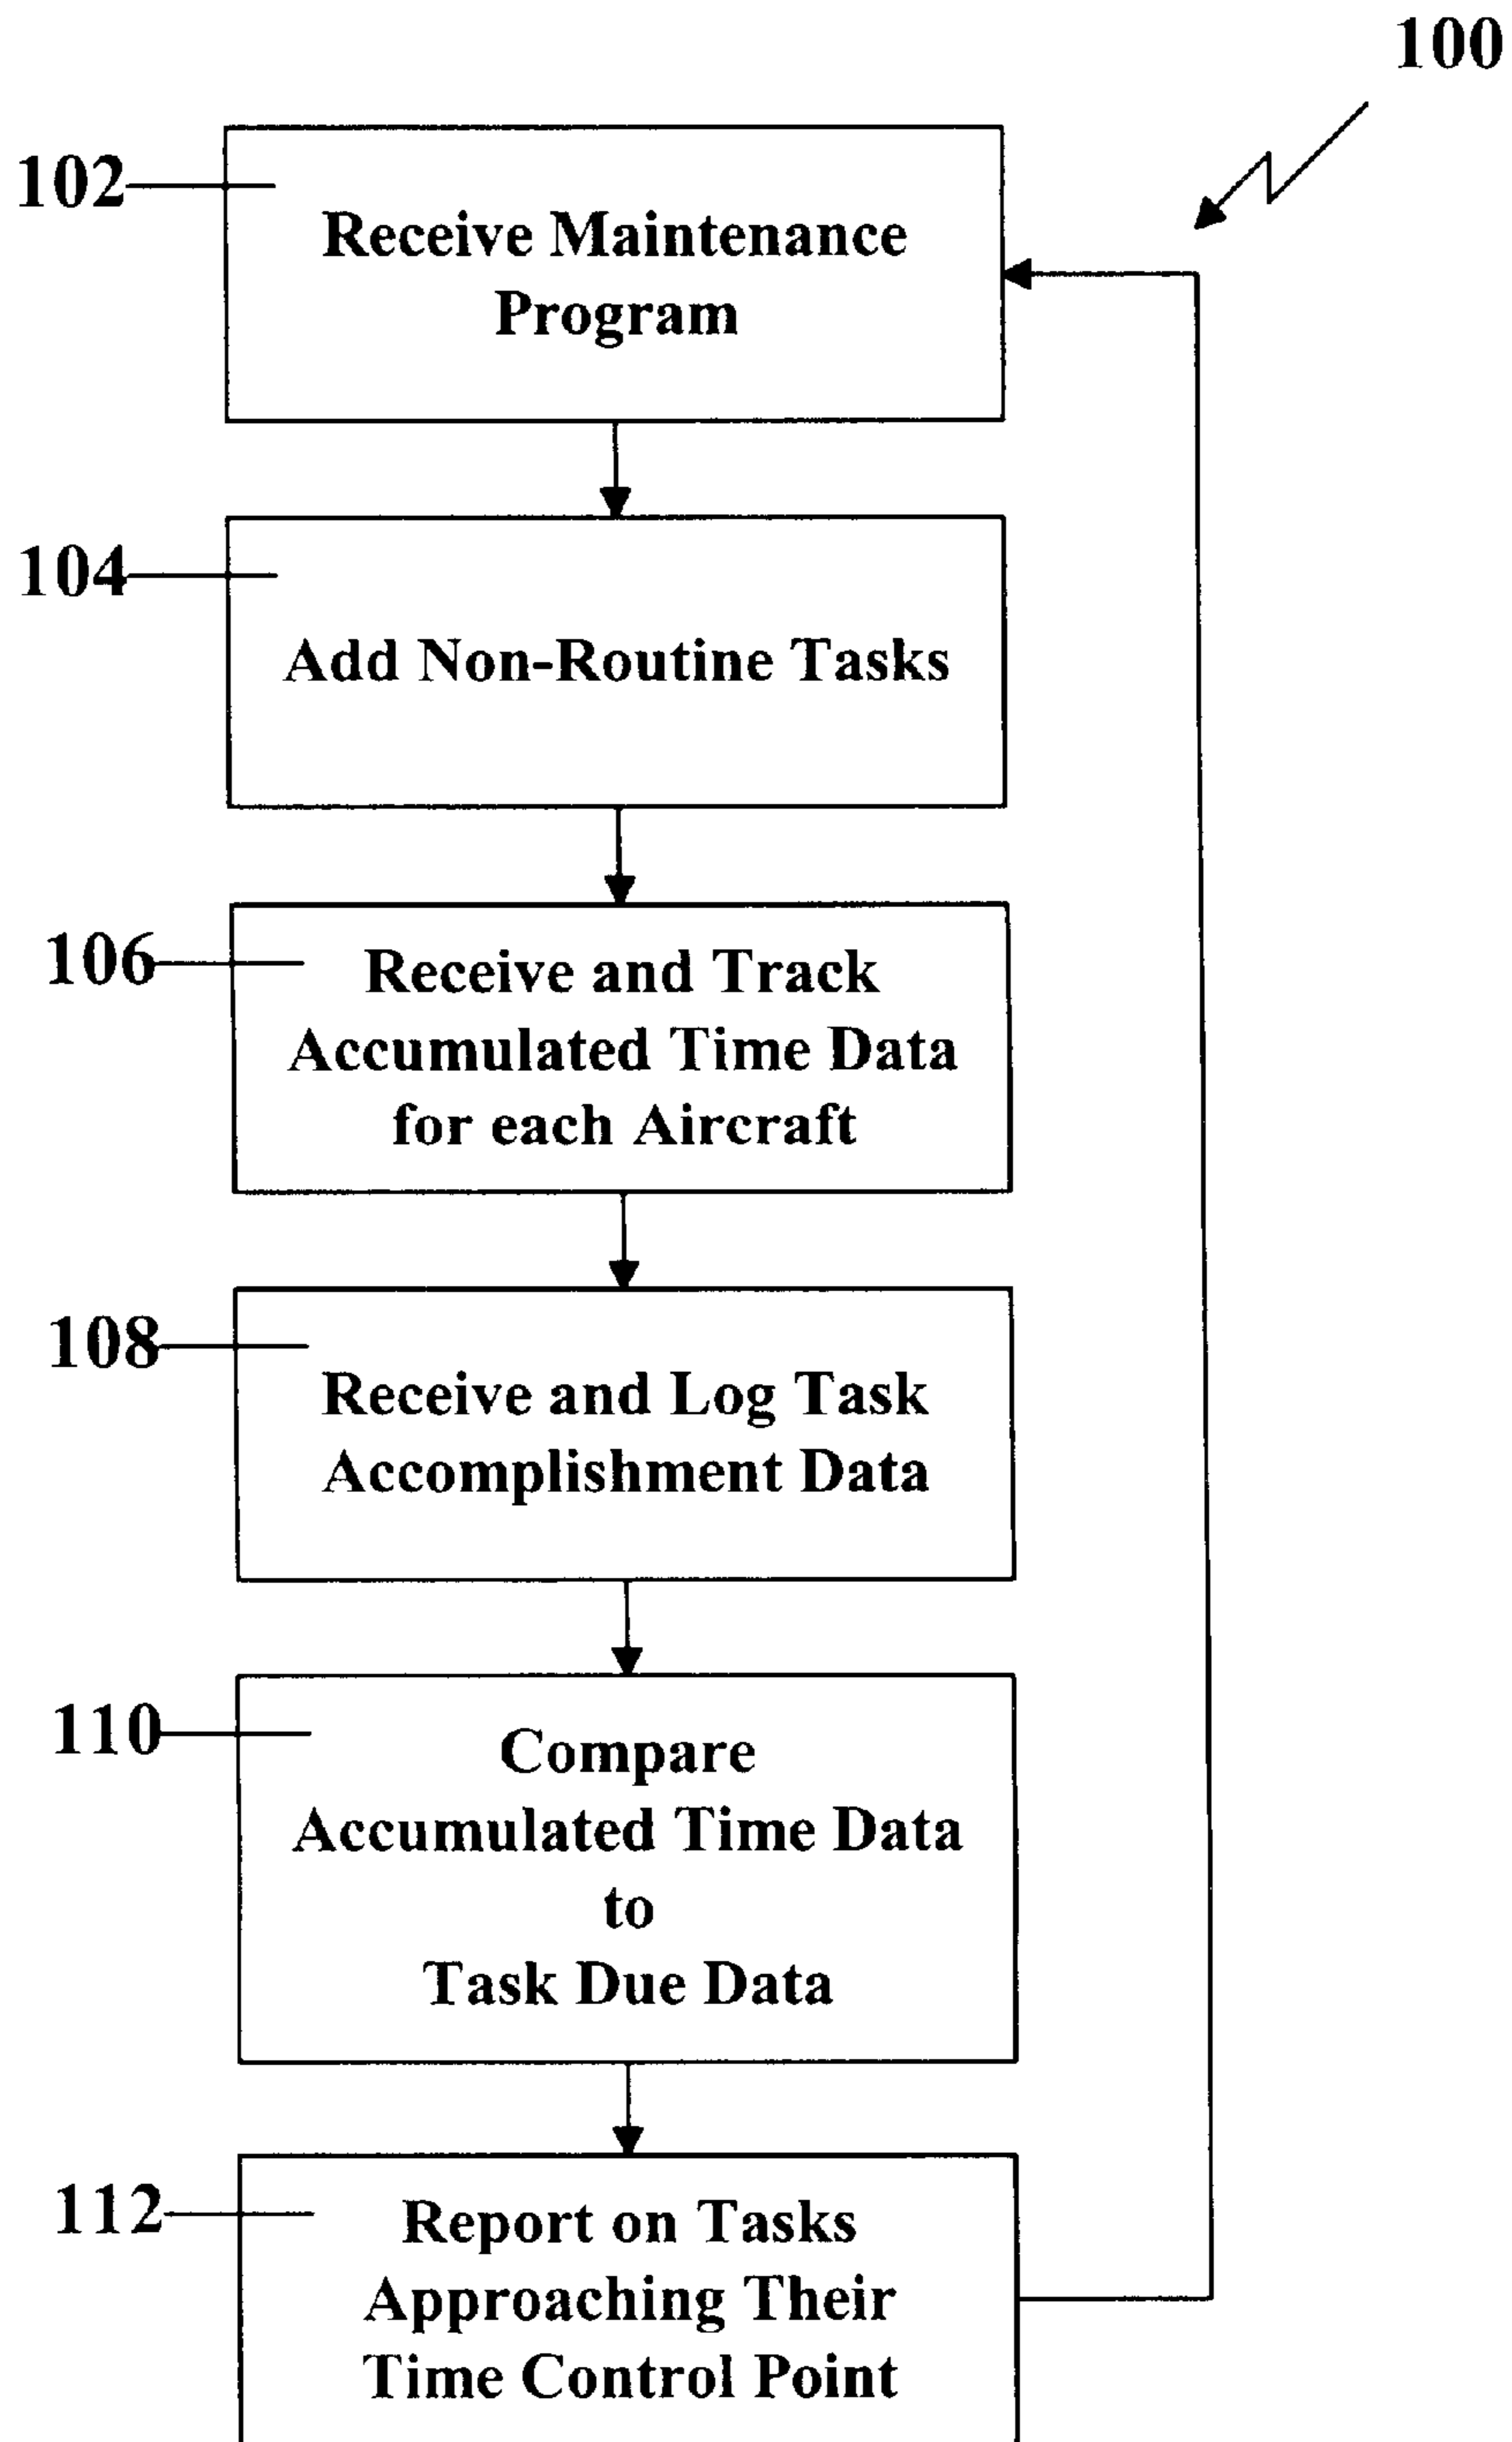 100
102
Receive Maintenance
Program
104
Add Non-Routine Tasks
106
Receive and Track
Accumulated Time Data
for each Aircraft
108
Receive and Log Task
Accomplishment Data
110
Compare
Accumulated Time Data
to
Task Due Data
112
Report on Tasks
Approaching Their
Time Control Point